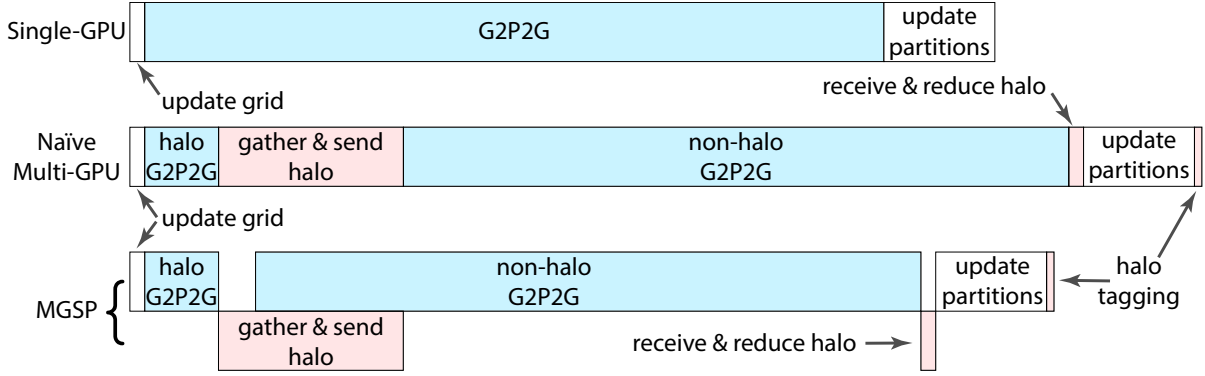 Single-GPU
G2P2G
update
partitions
update grid
receive & reduce halo
Naïve
Multi-GPU
halo
G2P2G
gather & send
halo
non-halo
G2P2G
update
partitions
update grid
MGSP
halo
G2P2G
non-halo
G2P2G
update
partitions
halo
tagging
gather & send
halo
receive & reduce halo